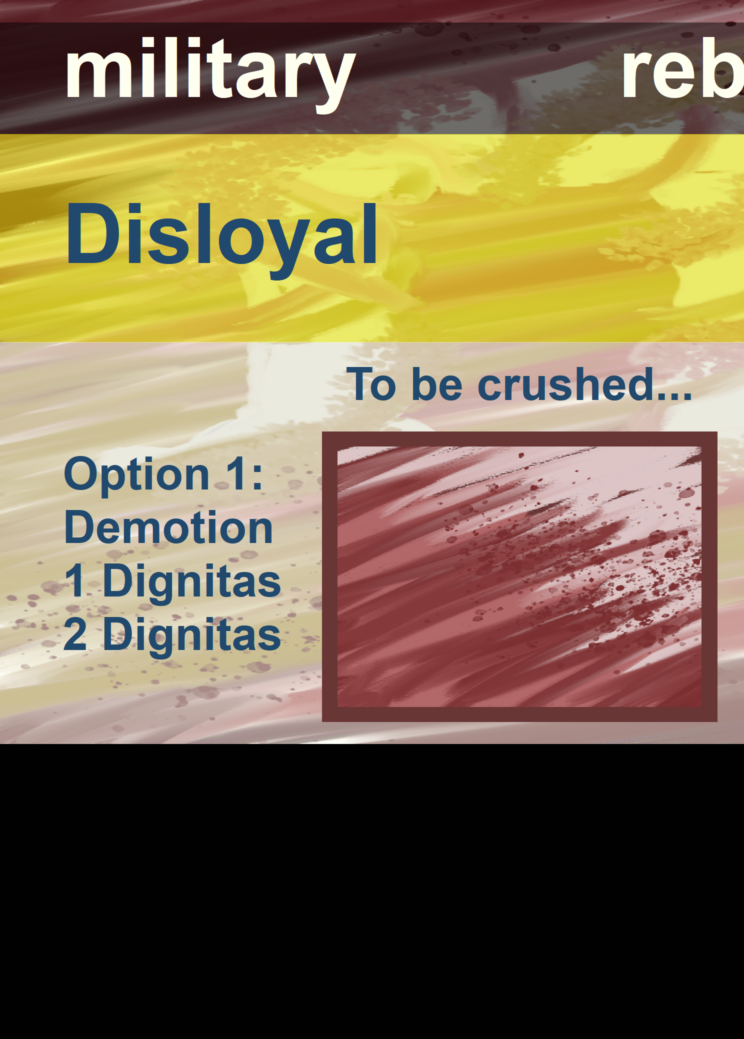 military reb
Disloyal
To be crushed...
Option 1:
Demotion
1 Dignitas
2 Dignitas